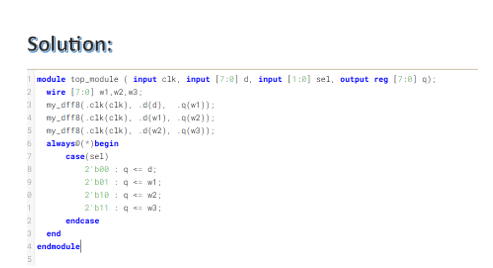 Solution:
1 module top_module ( input clk, input [7:0] d, input [1:0] sel, output reg [7:0] q);
2 wire [7:0] w1,w2,w3;
3 my_dff8(.clk(clk), .d(d), .q(w1));
4 my_dff8(.clk(clk), .d(w1), .q(w2));
5 my_dff8(.clk(clk), .d(w2), .q(w3));
6 always@(*)begin
7 case(sel)
8 2'b00 : q <= d;
9 2'b01 : q <= w1;
0 2'b10 : q <= w2;
1 2'b11 : q <= w3;
2 endcase
3 end
4 endmodule
5